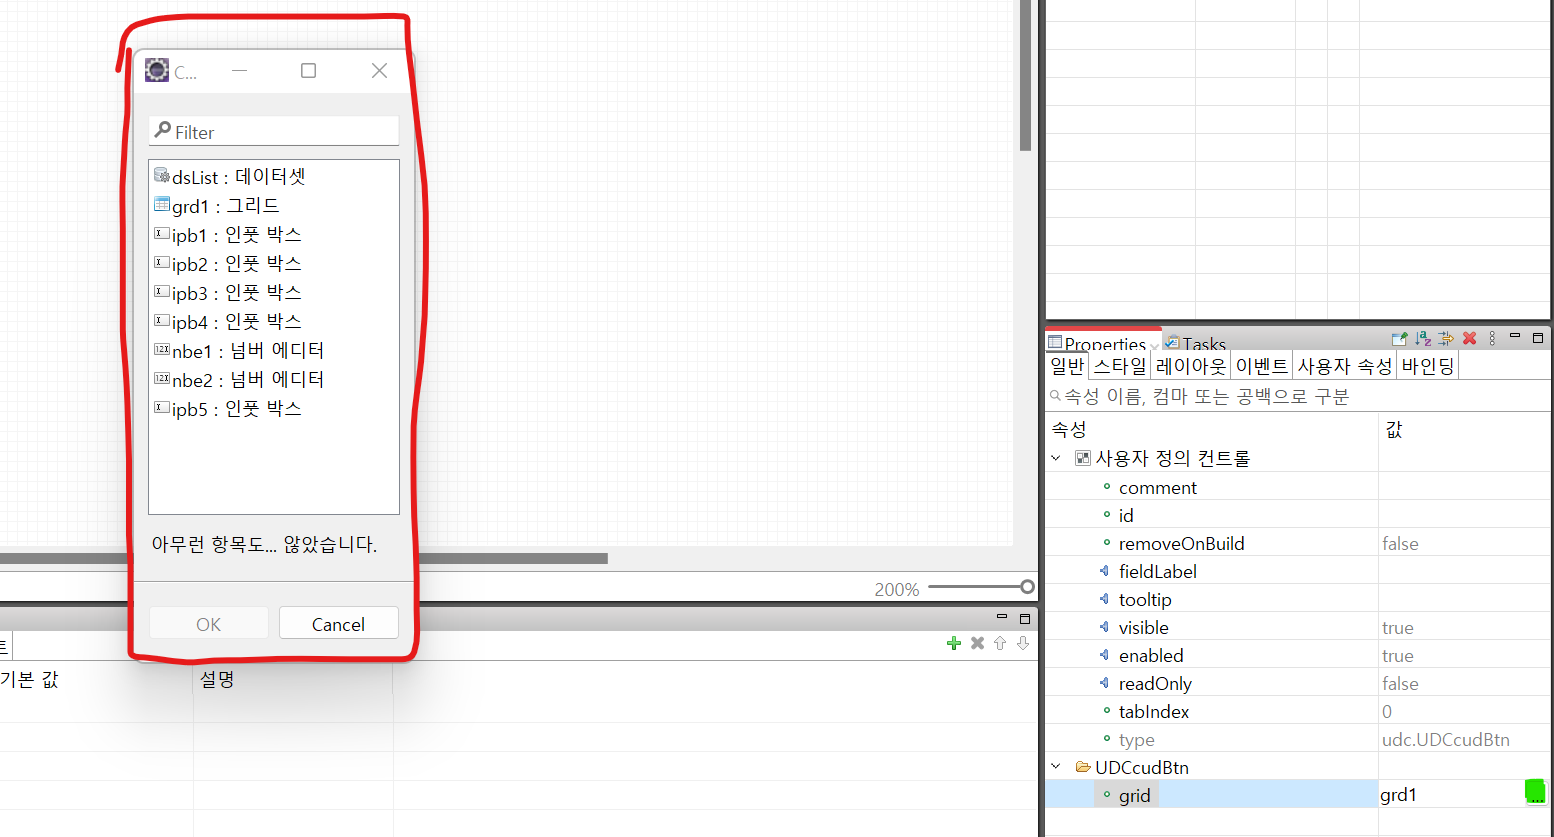 C...
Filter
dsList : 데이터셋
grd1 : 그리드
ipb1 : 인풋 박스
ipb2 : 인풋 박스
ipb3 : 인풋 박스
ipb4 : 인풋 박스
nbe1 : 넘버 에디터
nbe2 : 넘버 에디터
ipb5 : 인풋 박스
아무런 항목도... 않았습니다.
OK Cancel
200%
트
기본 값 설명
Properties Tasks
일반 스타일 레이아웃 이벤트 사용자 속성 바인딩
속성 이름, 컴마 또는 공백으로 구분
속성 값
사용자 정의 컨트롤
comment
id
removeOnBuild false
fieldLabel
tooltip
visible true
enabled true
readOnly false
tabIndex 0
type udc.UDCcudBtn
UDCcudBtn
grid grd1 ...